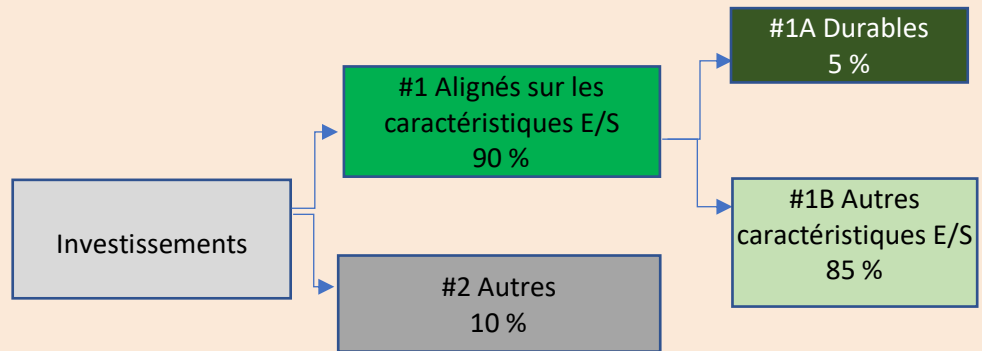 Investissements
#1 Alignés sur les
caractéristiques E/S
90 %
#2 Autres
10 %
#1A Durables
5 %
#1B Autres
caractéristiques E/S
85 %